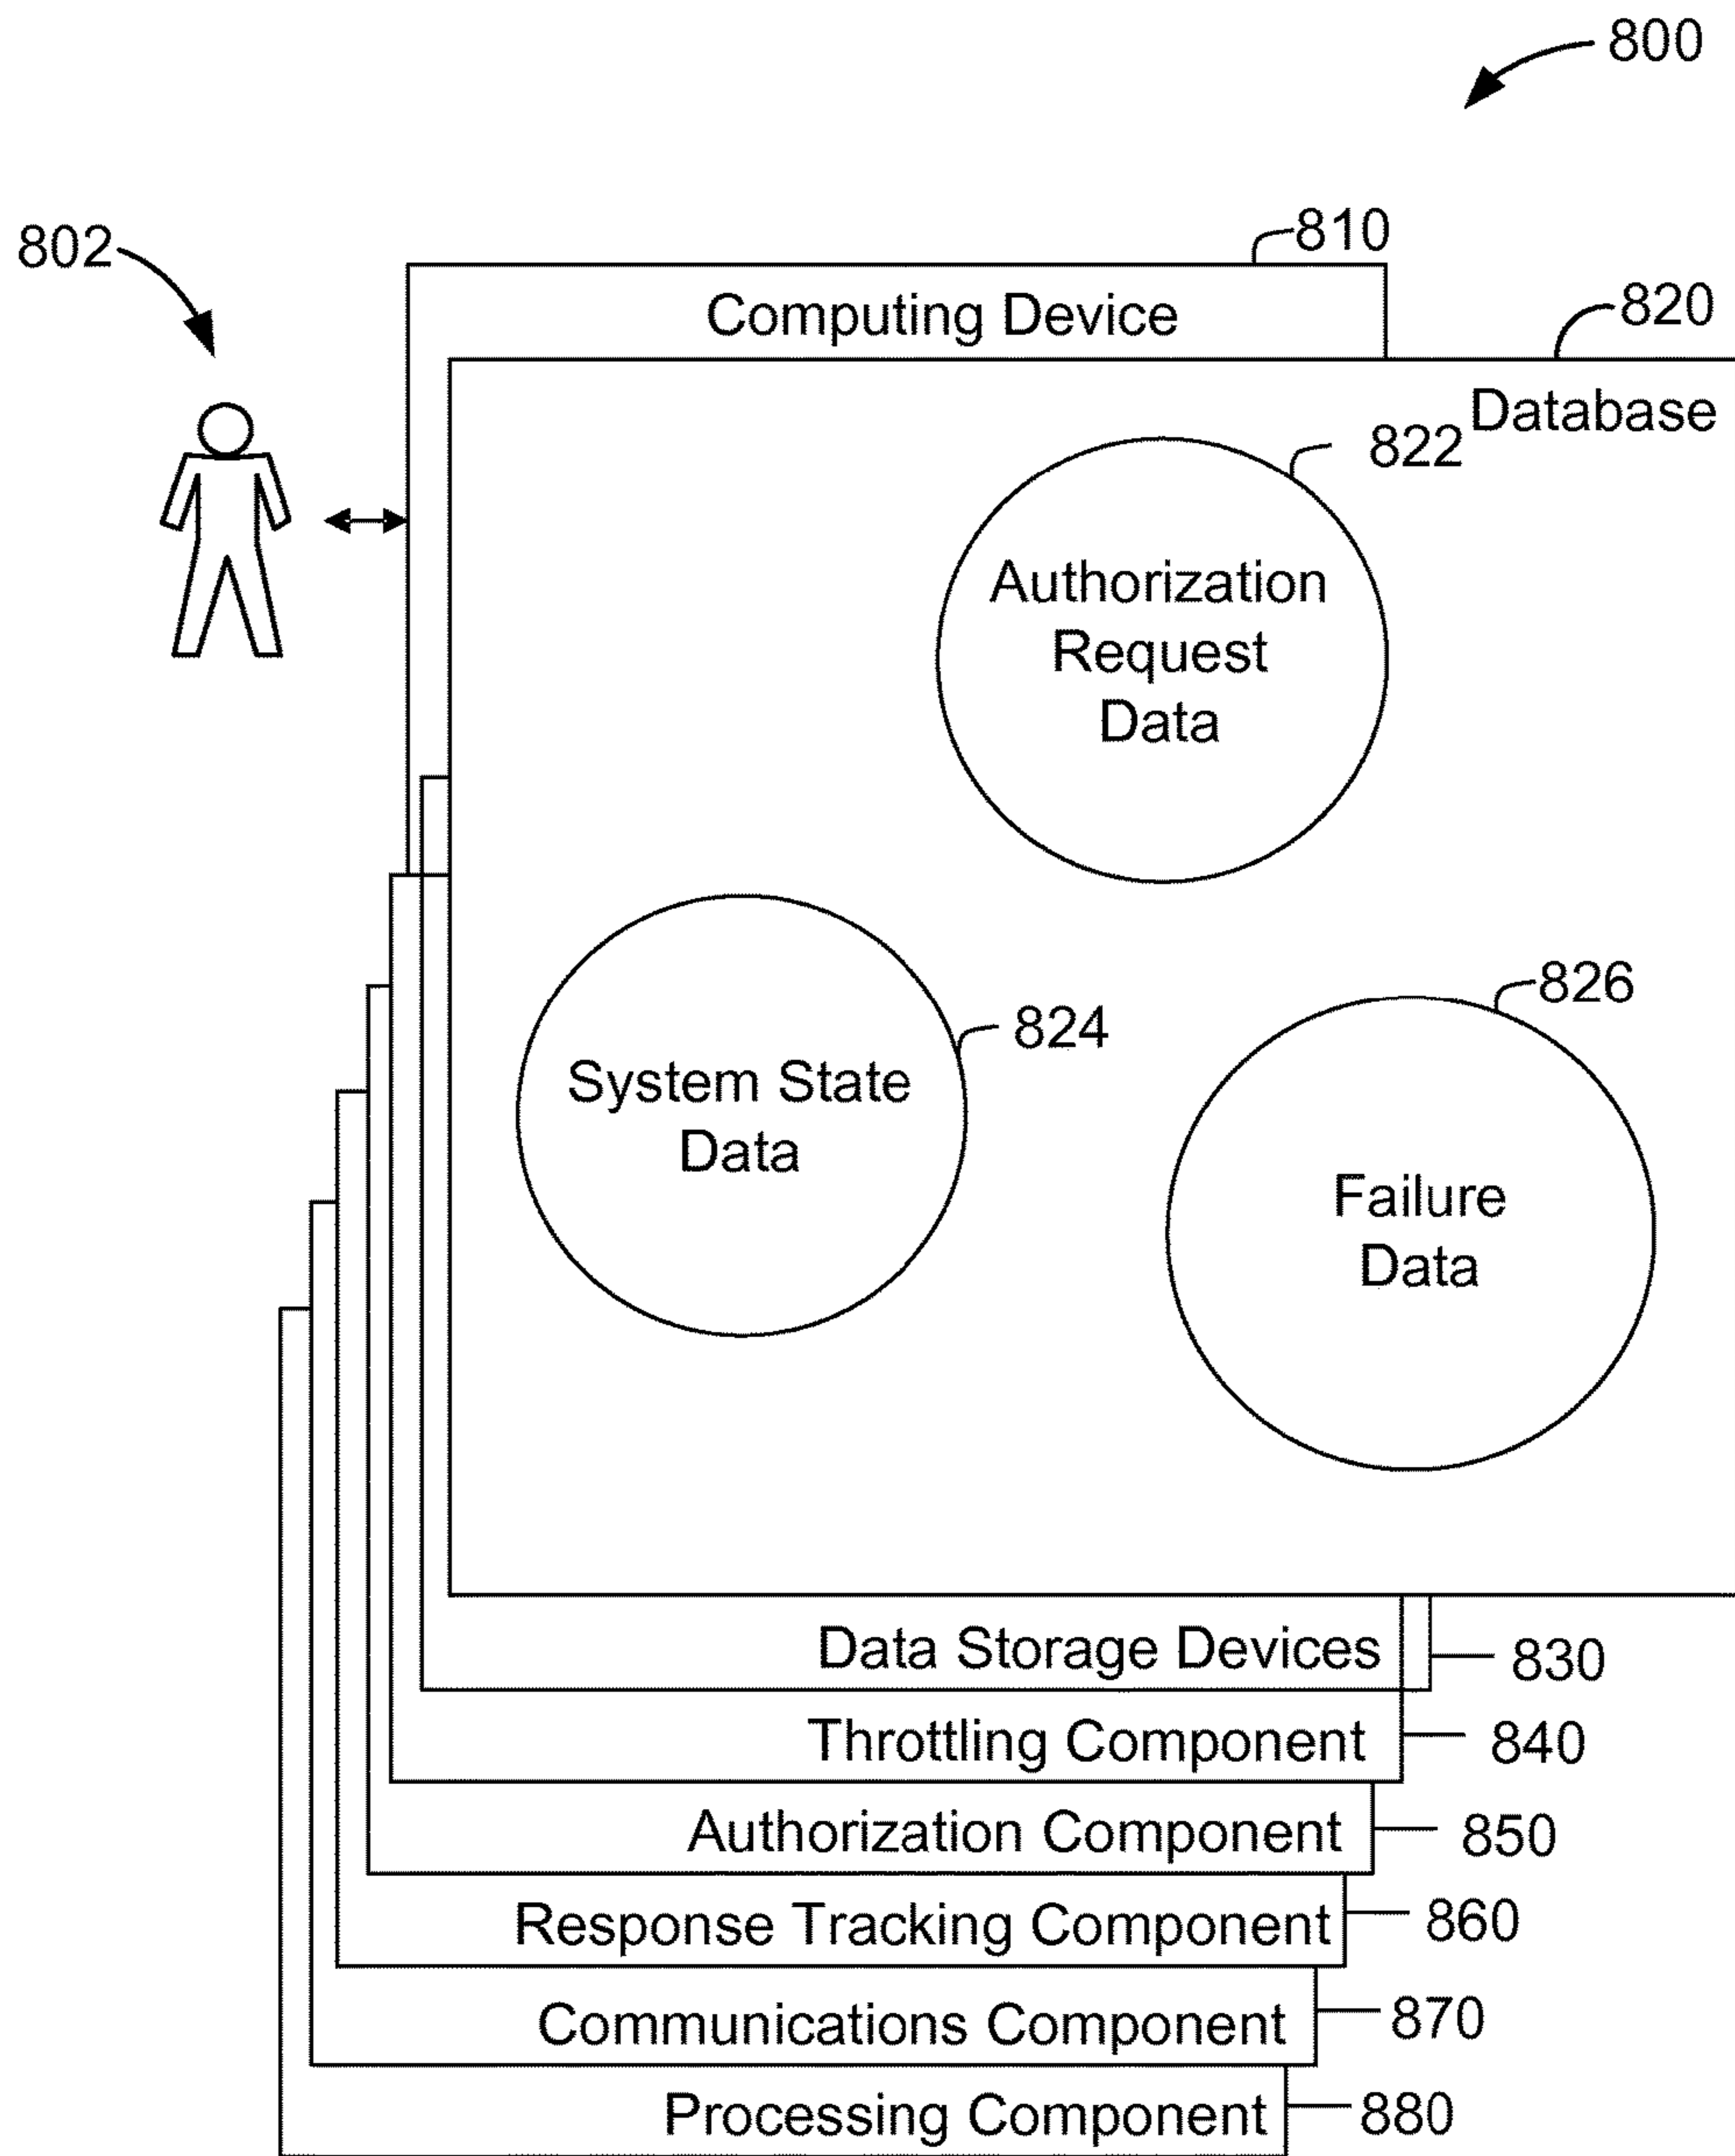 800
802
810
Computing Device
820
Database
822
Authorization
Request
Data
824
System State
Data
826
Failure
Data
Data Storage Devices
830
Throttling Component
840
Authorization Component
850
Response Tracking Component
860
Communications Component
870
Processing Component
880